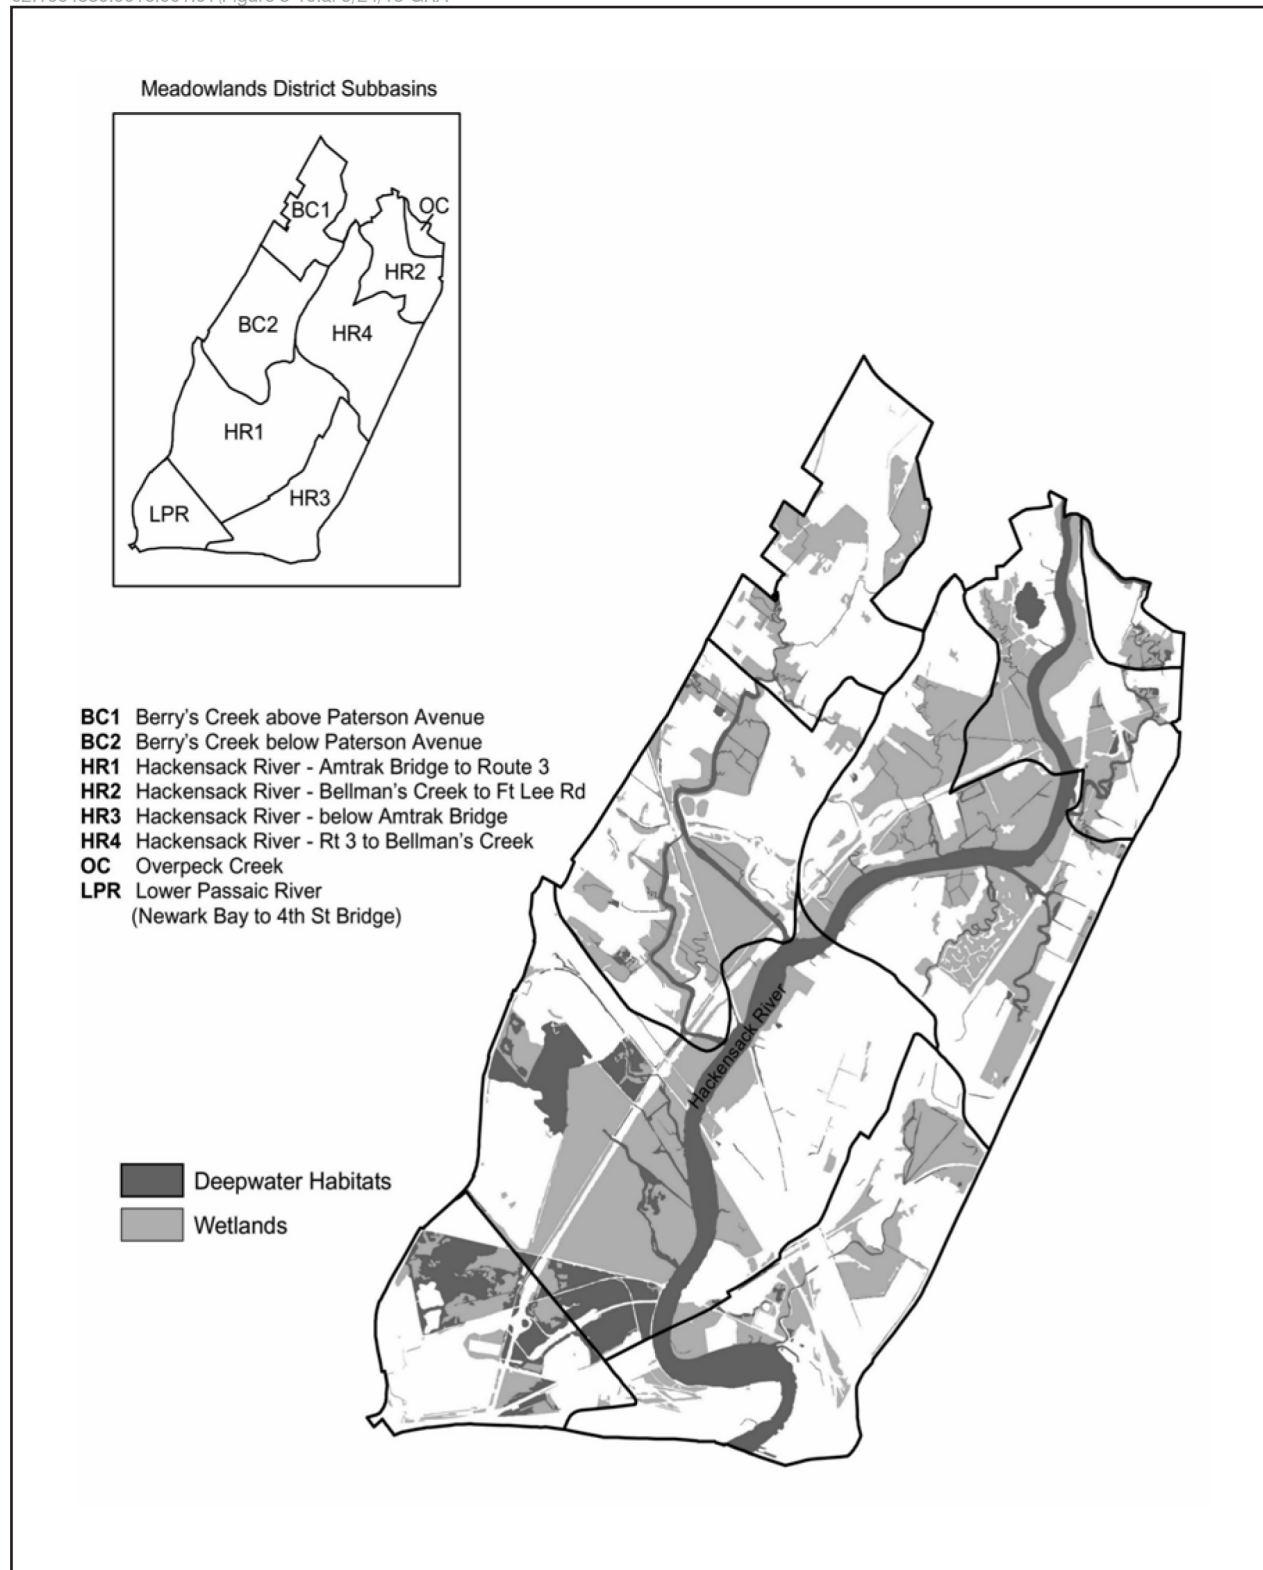 Meadowlands District Subbasins
BC1
OC
HR2
BC2
HR4
HR1
HR3
LPR
BC1 Berry's Creek above Paterson Avenue
BC2 Berry's Creek below Paterson Avenue
HR1 Hackensack River - Amtrak Bridge to Route 3
HR2 Hackensack River - Bellman's Creek to Ft Lee Rd
HR3 Hackensack River - below Amtrak Bridge
HR4 Hackensack River - Rt 3 to Bellman's Creek
OC Overpeck Creek
LPR Lower Passaic River
(Newark Bay to 4th St Bridge)
Hackensack River
Deepwater Habitats
Wetlands